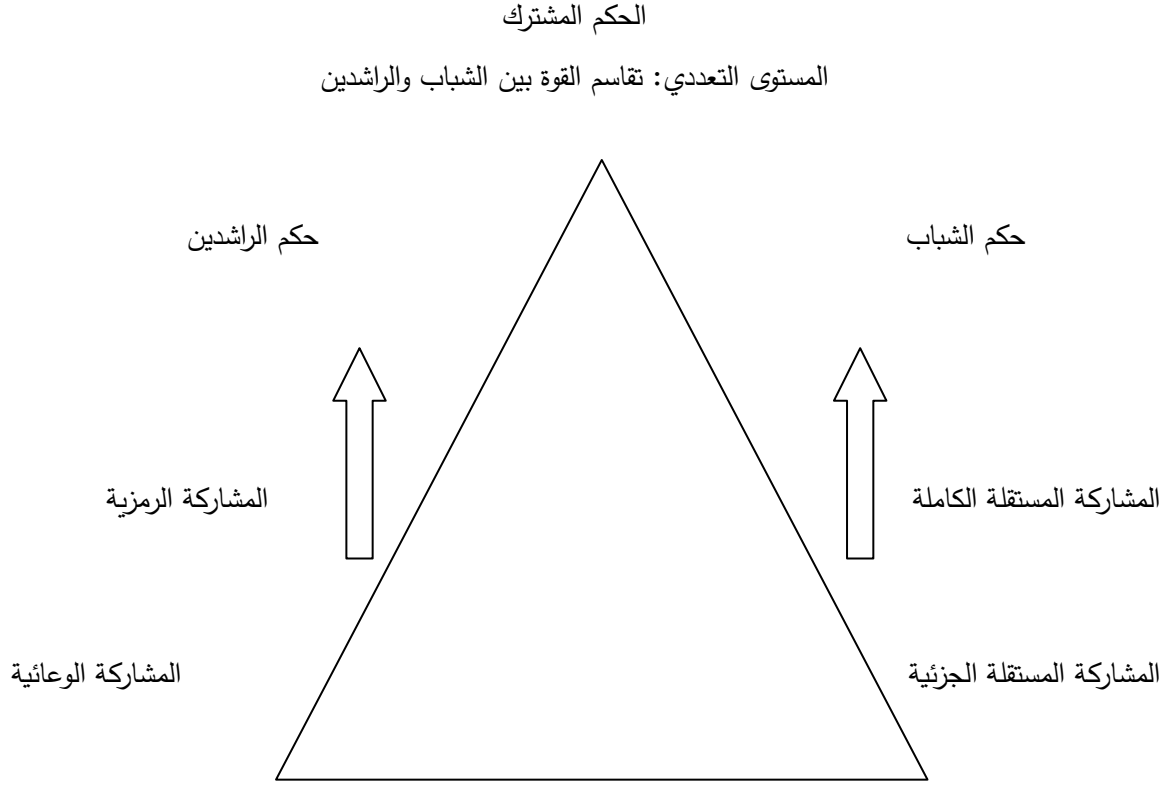 الحكم المشترك
المستوى التعددي: تقاسم القوة بين الشباب والراشدين
حكم الشباب
حكم الراشدين
المشاركة المستقلة الكاملة
المشاركة الرمزية
المشاركة المستقلة الجزئية
المشاركة الوعائية